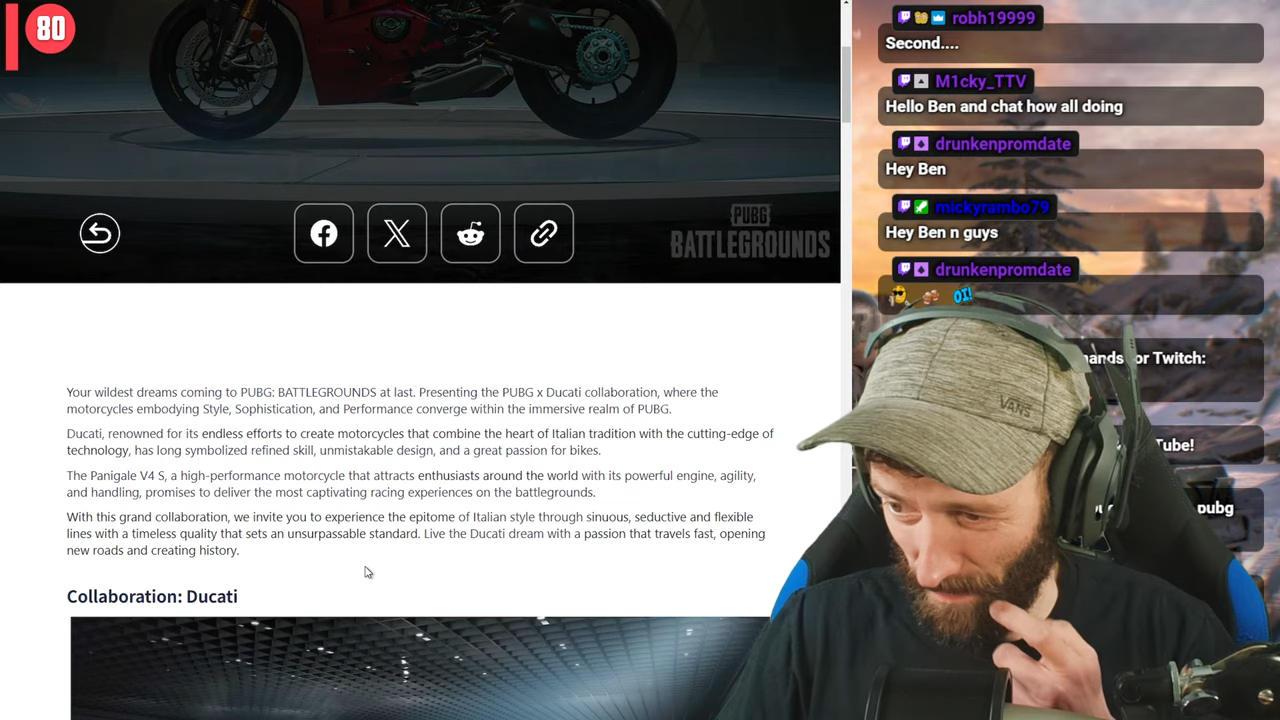 80
PUBG
BATTLEGROUNDS
Your wildest dreams coming to PUBG: BATTLEGROUNDS at last. Presenting the PUBG x Ducati collaboration, where the
motorcycles embodying Style, Sophistication, and Performance converge within the immersive realm of PUBG.
Ducati, renowned for its endless efforts to create motorcycles that combine the heart of Italian tradition with the cutting-edge of
technology, has long symbolized refined skill, unmistakable design, and a great passion for bikes.
The Panigale V4 S, a high-performance motorcycle that attracts enthusiasts around the world with its powerful engine, agility,
and handling, promises to deliver the most captivating racing experiences on the battlegrounds.
With this grand collaboration, we invite you to experience the epitome of Italian style through sinuous, seductive and flexible
lines with a timeless quality that sets an unsurpassable standard. Live the Ducati dream with a passion that travels fast, opening
new roads and creating history.
Collaboration: Ducati
robh19999
Second....
M1cky_TTV
Hello Ben and chat how all doing
drunkenpromdate
Hey Ben
mickyrambo79
Hey Ben n guys
drunkenpromdate
OI!
or Twitch:
Tube!
pubg
VANS